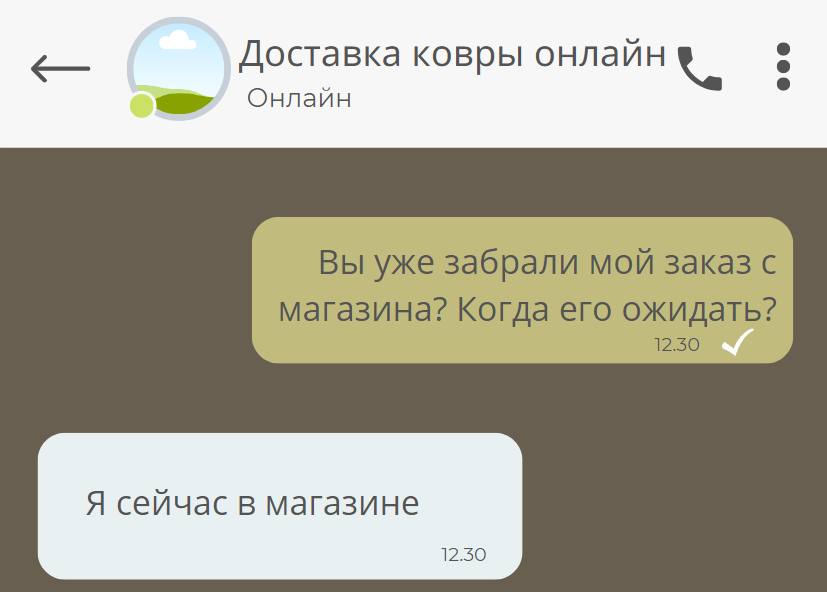 Доставка ковры онлайн
Онлайн
Вы уже забрали мой заказ с
магазина? Когда его ожидать?
12.30
Я сейчас в магазине
12.30